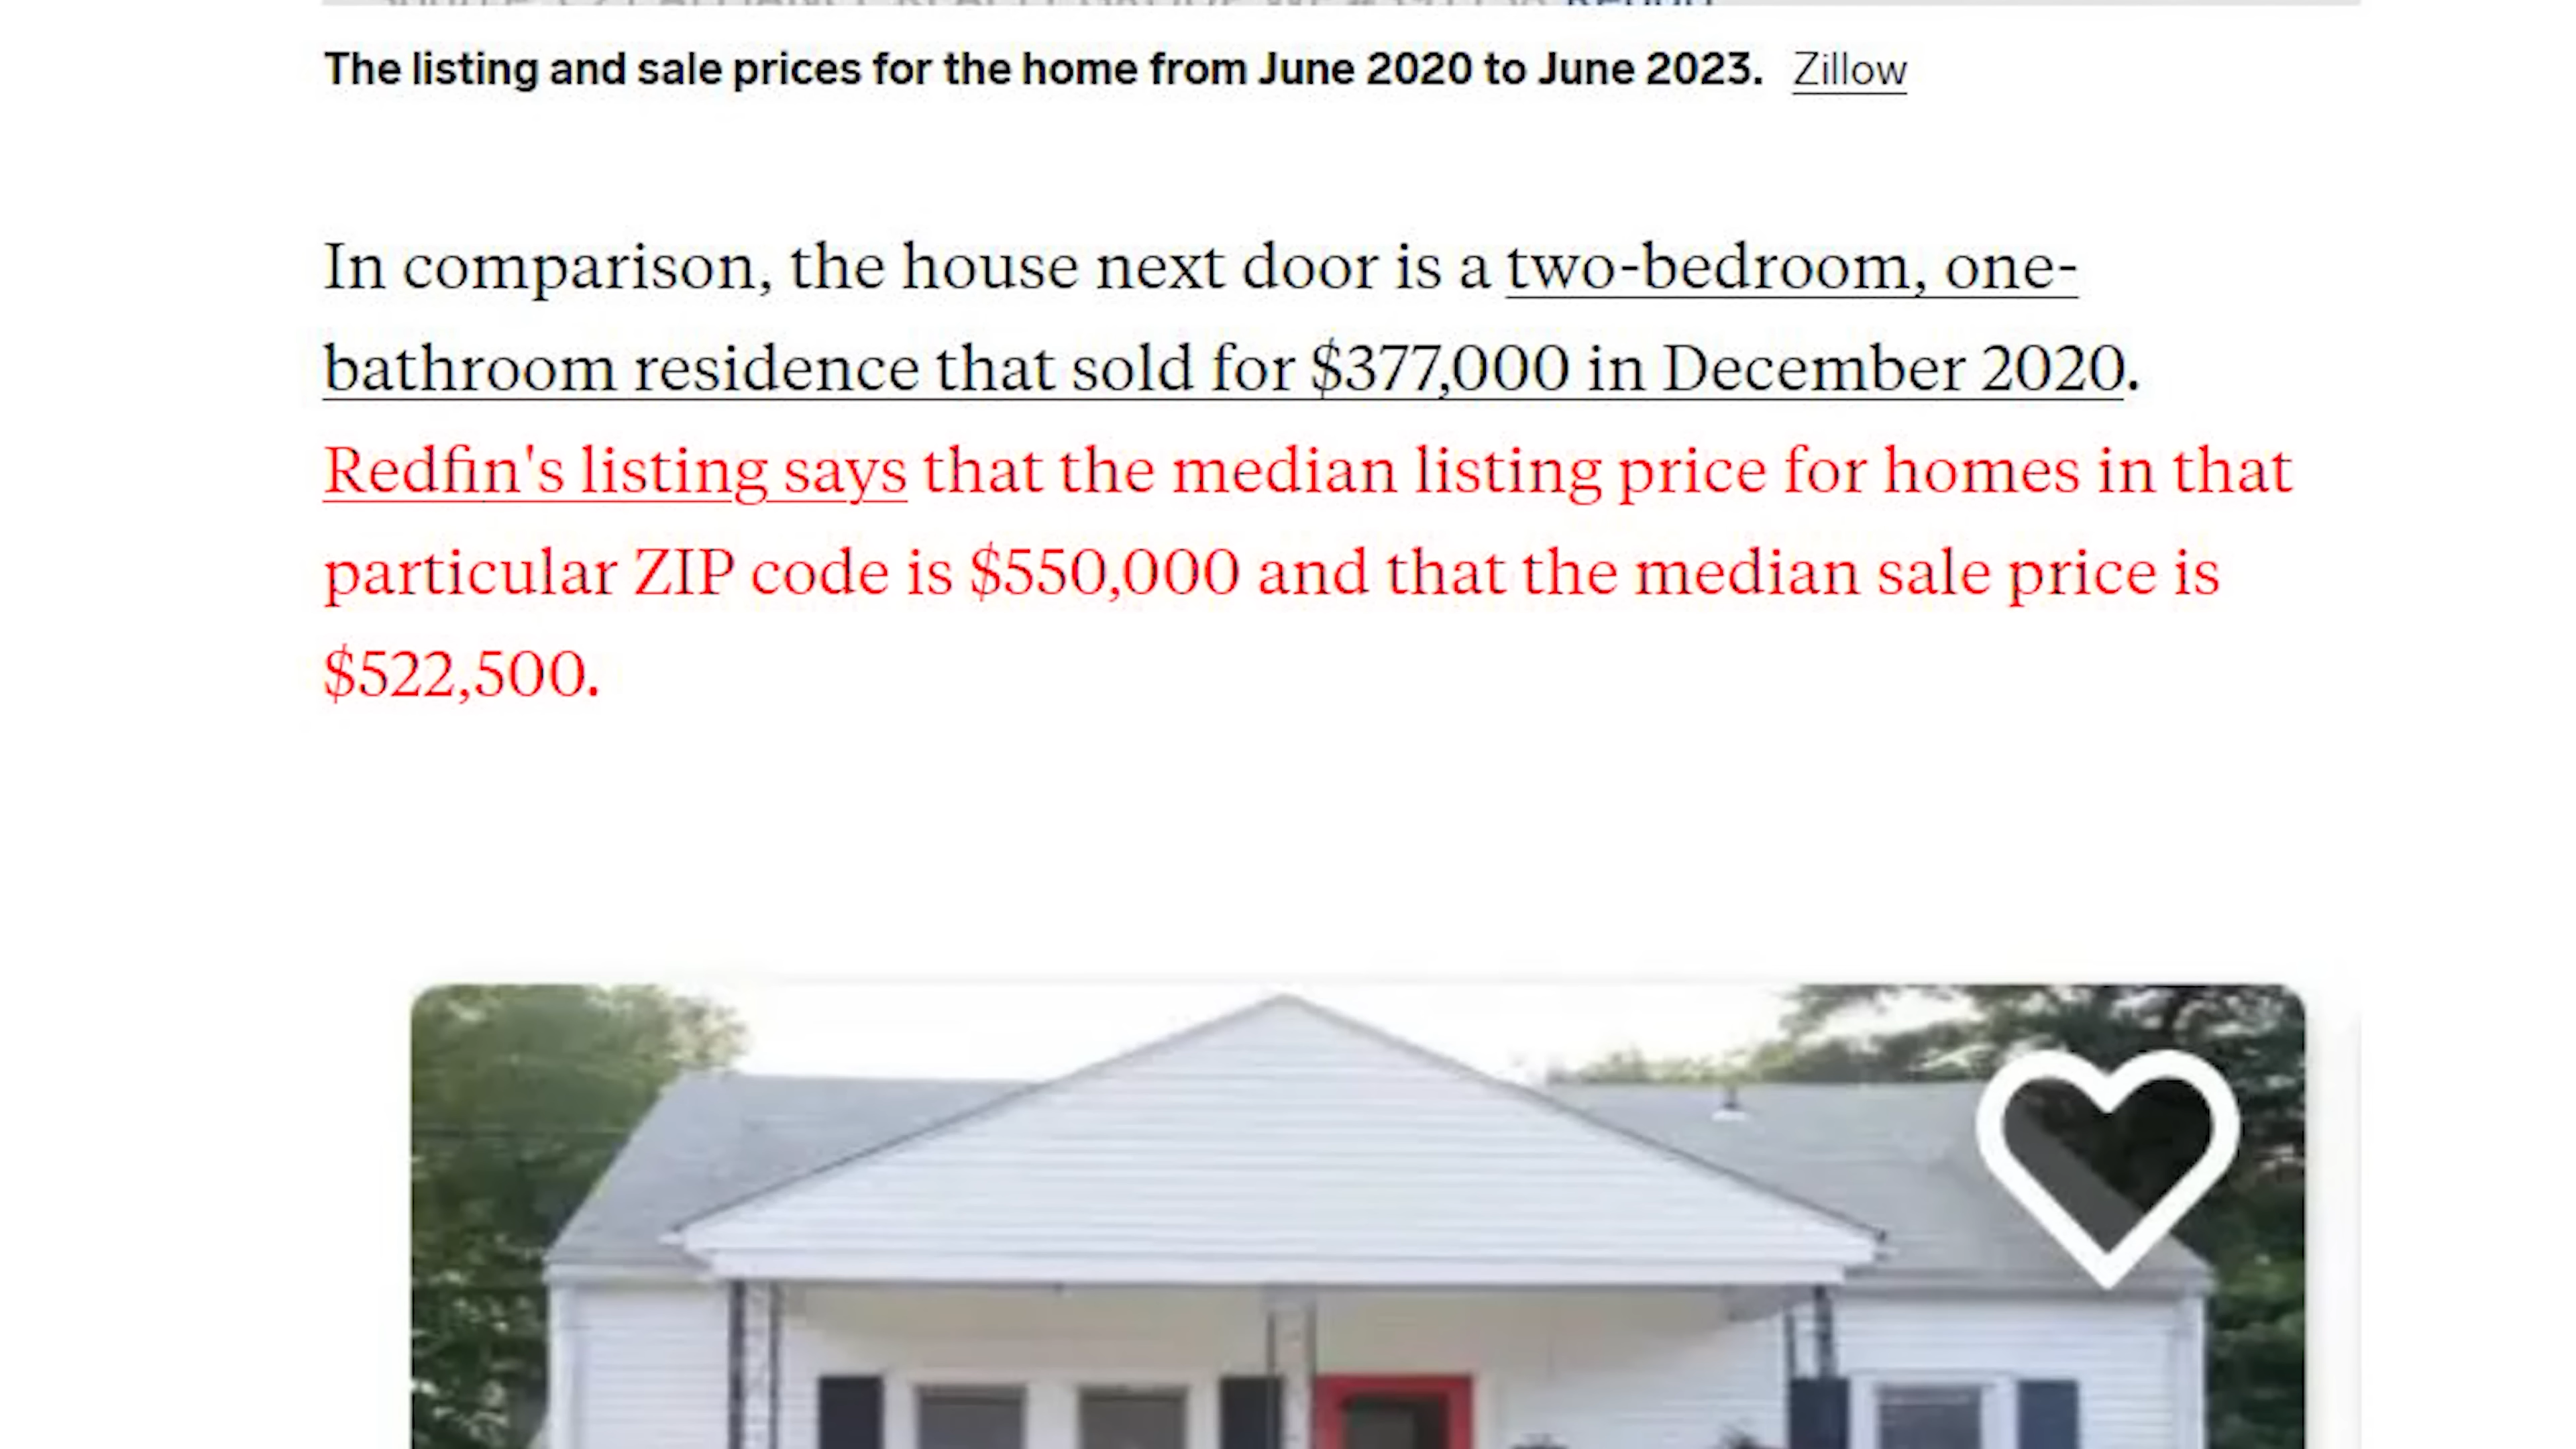 The listing and sale prices for the home from June 2020 to June 2023. Zillow
In comparison, the house next door is a two-bedroom, one-
bathroom residence that sold for $377,000 in December 2020.
Redfin's listing says that the median listing price for homes in that
particular ZIP code is $550,000 and that the median sale price is
$522,500.